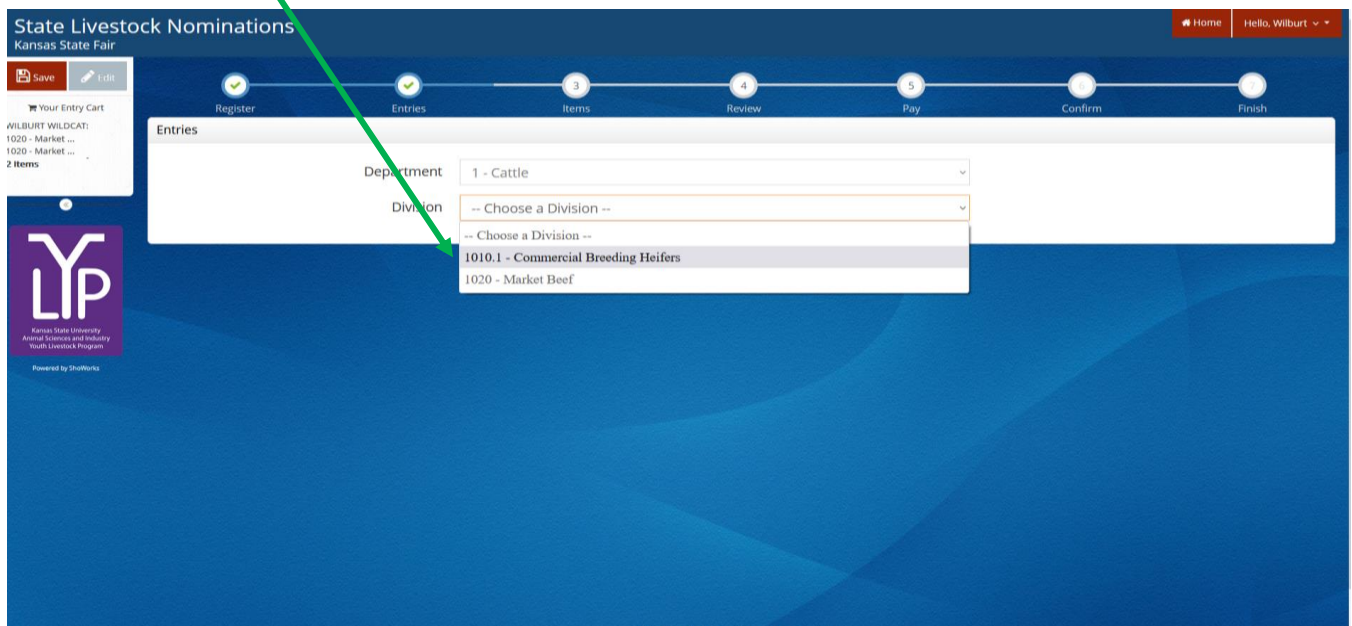 State Livestock Nominations
Kansas State Fair
Home
Hello, Wilburt
Save
Edit
Your Entry Cart
WILBURT WILDCAT:
1020 - Market ...
1020 - Market ...
2 Items
Register
Entries
3
Items
4
Review
5
Pay
6
Confirm
7
Finish
Entries
Department
1 - Cattle
Division
-- Choose a Division --
-- Choose a Division --
1010.1 - Commercial Breeding Heifers
1020 - Market Beef
YLP
Kansas State University
Animal Sciences and Industry
Youth Livestock Program
Powered by ShoWorks